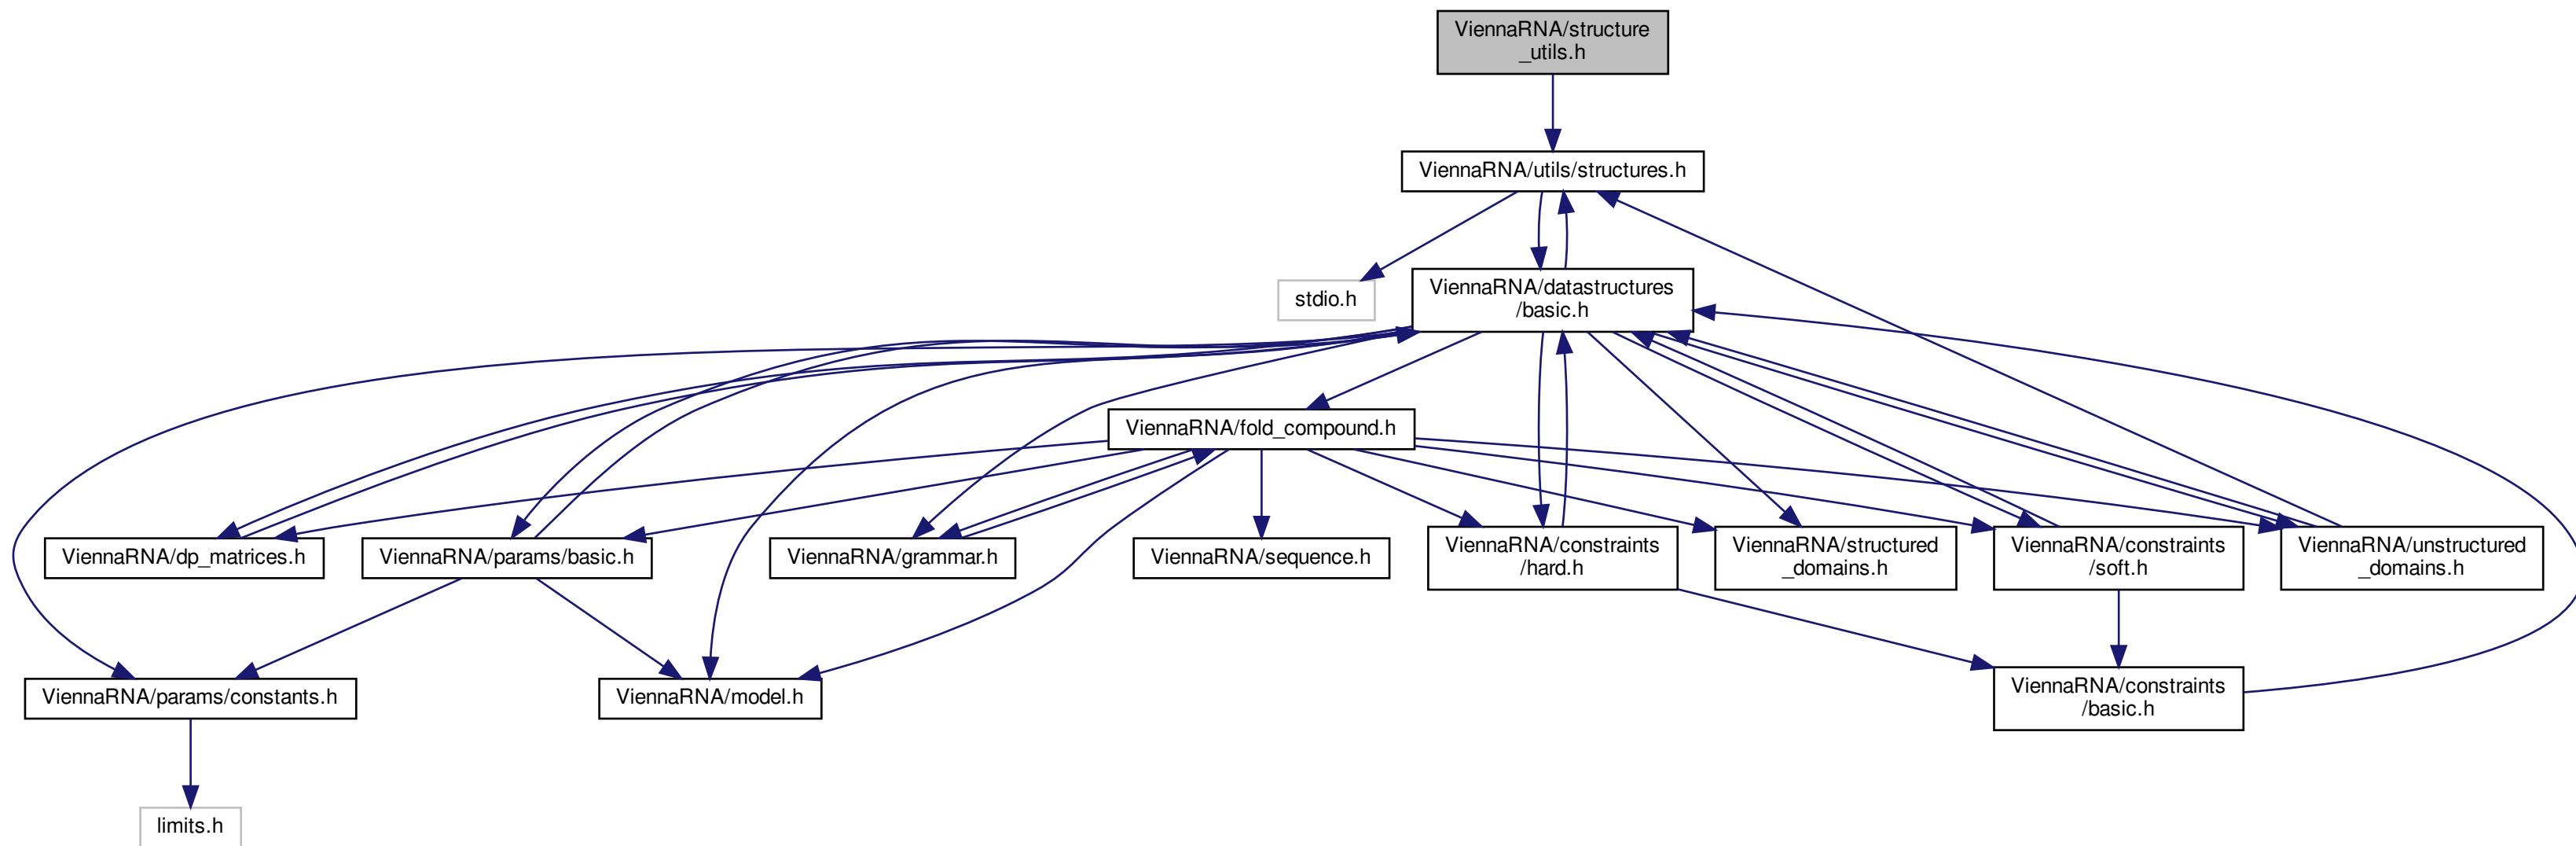 ViennaRNA/structure
_utils.h
ViennaRNA/utils/structures.h
stdio.h
ViennaRNA/datastructures
/basic.h
ViennaRNA/fold_compound.h
ViennaRNA/dp_matrices.h
ViennaRNA/params/basic.h
ViennaRNA/grammar.h
ViennaRNA/sequence.h
ViennaRNA/constraints
/hard.h
ViennaRNA/structured
_domains.h
ViennaRNA/constraints
/soft.h
ViennaRNA/unstructured
_domains.h
ViennaRNA/params/constants.h
ViennaRNA/model.h
ViennaRNA/constraints
/basic.h
limits.h